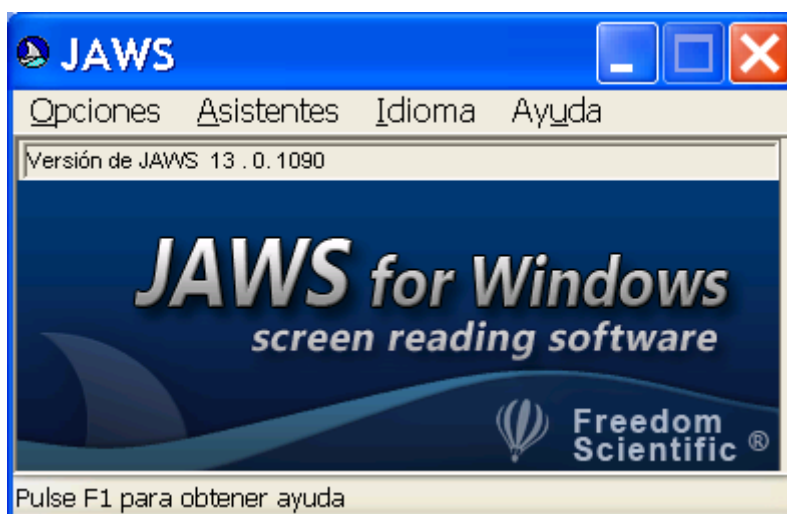 JAWS
Opciones Asistentes Idioma Ayuda
Versión de JAWS 13.0.1090
JAWS for Windows
screen reading software
Freedom
Scientific ®
Pulse F1 para obtener ayuda